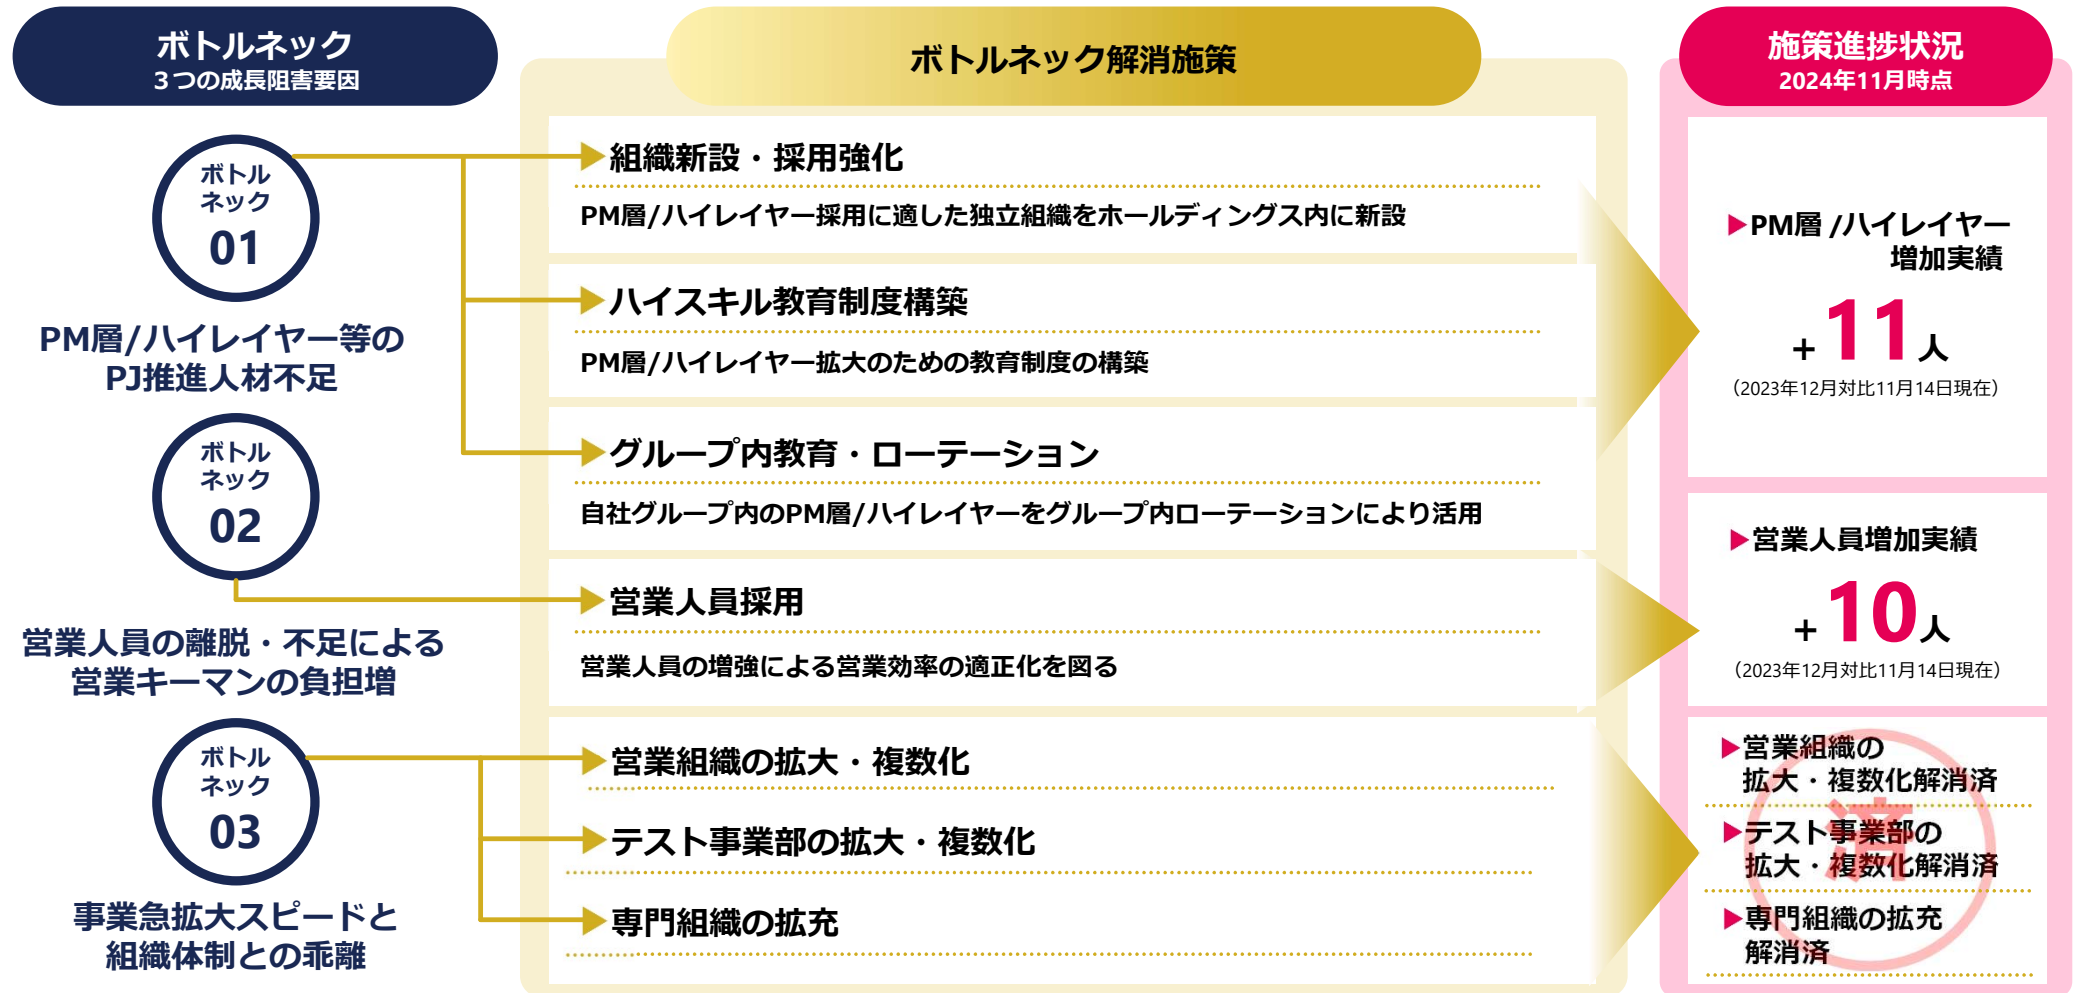 ボトルネック
３つの成長阻害要因
ボトルネック解消施策
施策進捗状況
2024年11月時点
ボトル
ネック
01
PM層/ハイレイヤー等の
PJ推進人材不足
ボトル
ネック
02
営業人員の離脱・不足による
営業キーマンの負担増
ボトル
ネック
03
事業急拡大スピードと
組織体制との乖離
▶組織新設・採用強化
PM層/ハイレイヤー採用に適した独立組織をホールディングス内に新設
▶ハイスキル教育制度構築
PM層/ハイレイヤー拡大のための教育制度の構築
▶グループ内教育・ローテーション
自社グループ内のPM層/ハイレイヤーをグループ内ローテーションにより活用
▶営業人員採用
営業人員の増強による営業効率の適正化を図る
▶営業組織の拡大・複数化
▶テスト事業部の拡大・複数化
▶専門組織の拡充
▶PM層 /ハイレイヤー
増加実績
+11人
（2023年12月対比11月14日現在）
▶営業人員増加実績
+10人
（2023年12月対比11月14日現在）
▶営業組織の
拡大・複数化解消済
▶テスト事業部の
拡大・複数化解消済
▶専門組織の拡充
解消済
済